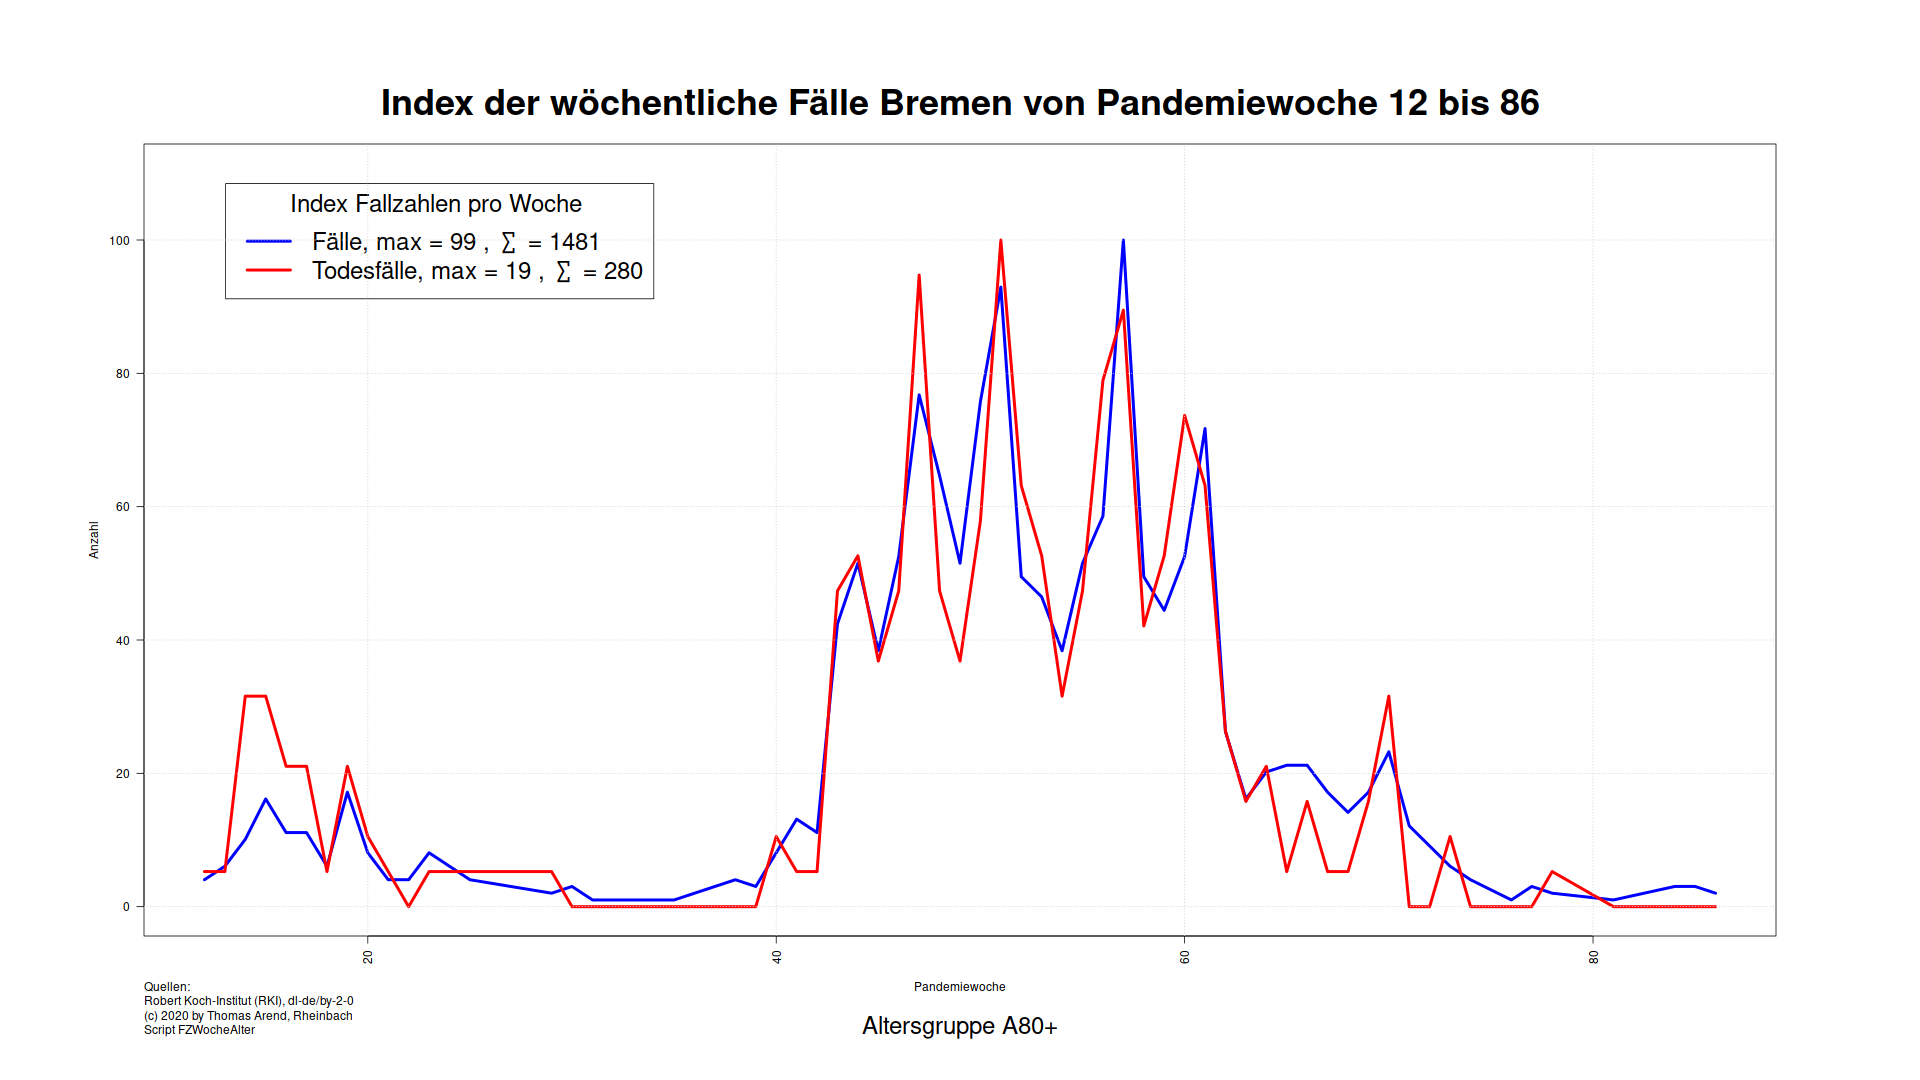 Index der wöchentliche Fälle Bremen von Pandemiewoche 12 bis 86
Index Fallzahlen pro Woche
Fälle, max = 99 , ∑ = 1481
Todesfälle, max = 19 , ∑ = 280
100
80
60
40
20
0
Anzahl
20
40
60
80
Pandemiewoche
Quellen:
Robert Koch-Institut (RKI), dl-de/by-2-0
(c) 2020 by Thomas Arend, Rheinbach
Script FZWocheAlter
Altersgruppe A80+